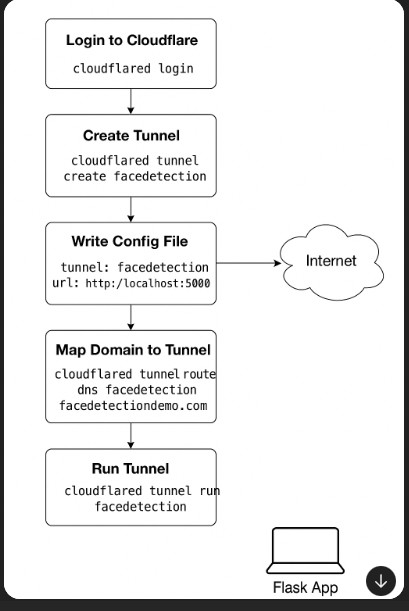 Login to Cloudflare
cloudflared login
Create Tunnel
cloudflared tunnel
create facedetection
Write Config File
tunnel: facedetection
url: http:/localhost:5000
Internet
Map Domain to Tunnel
cloudflared tunnel route
dns facedetection
facedetectiondemo.com
Run Tunnel
cloudflared tunnel run
facedetection
Flask App